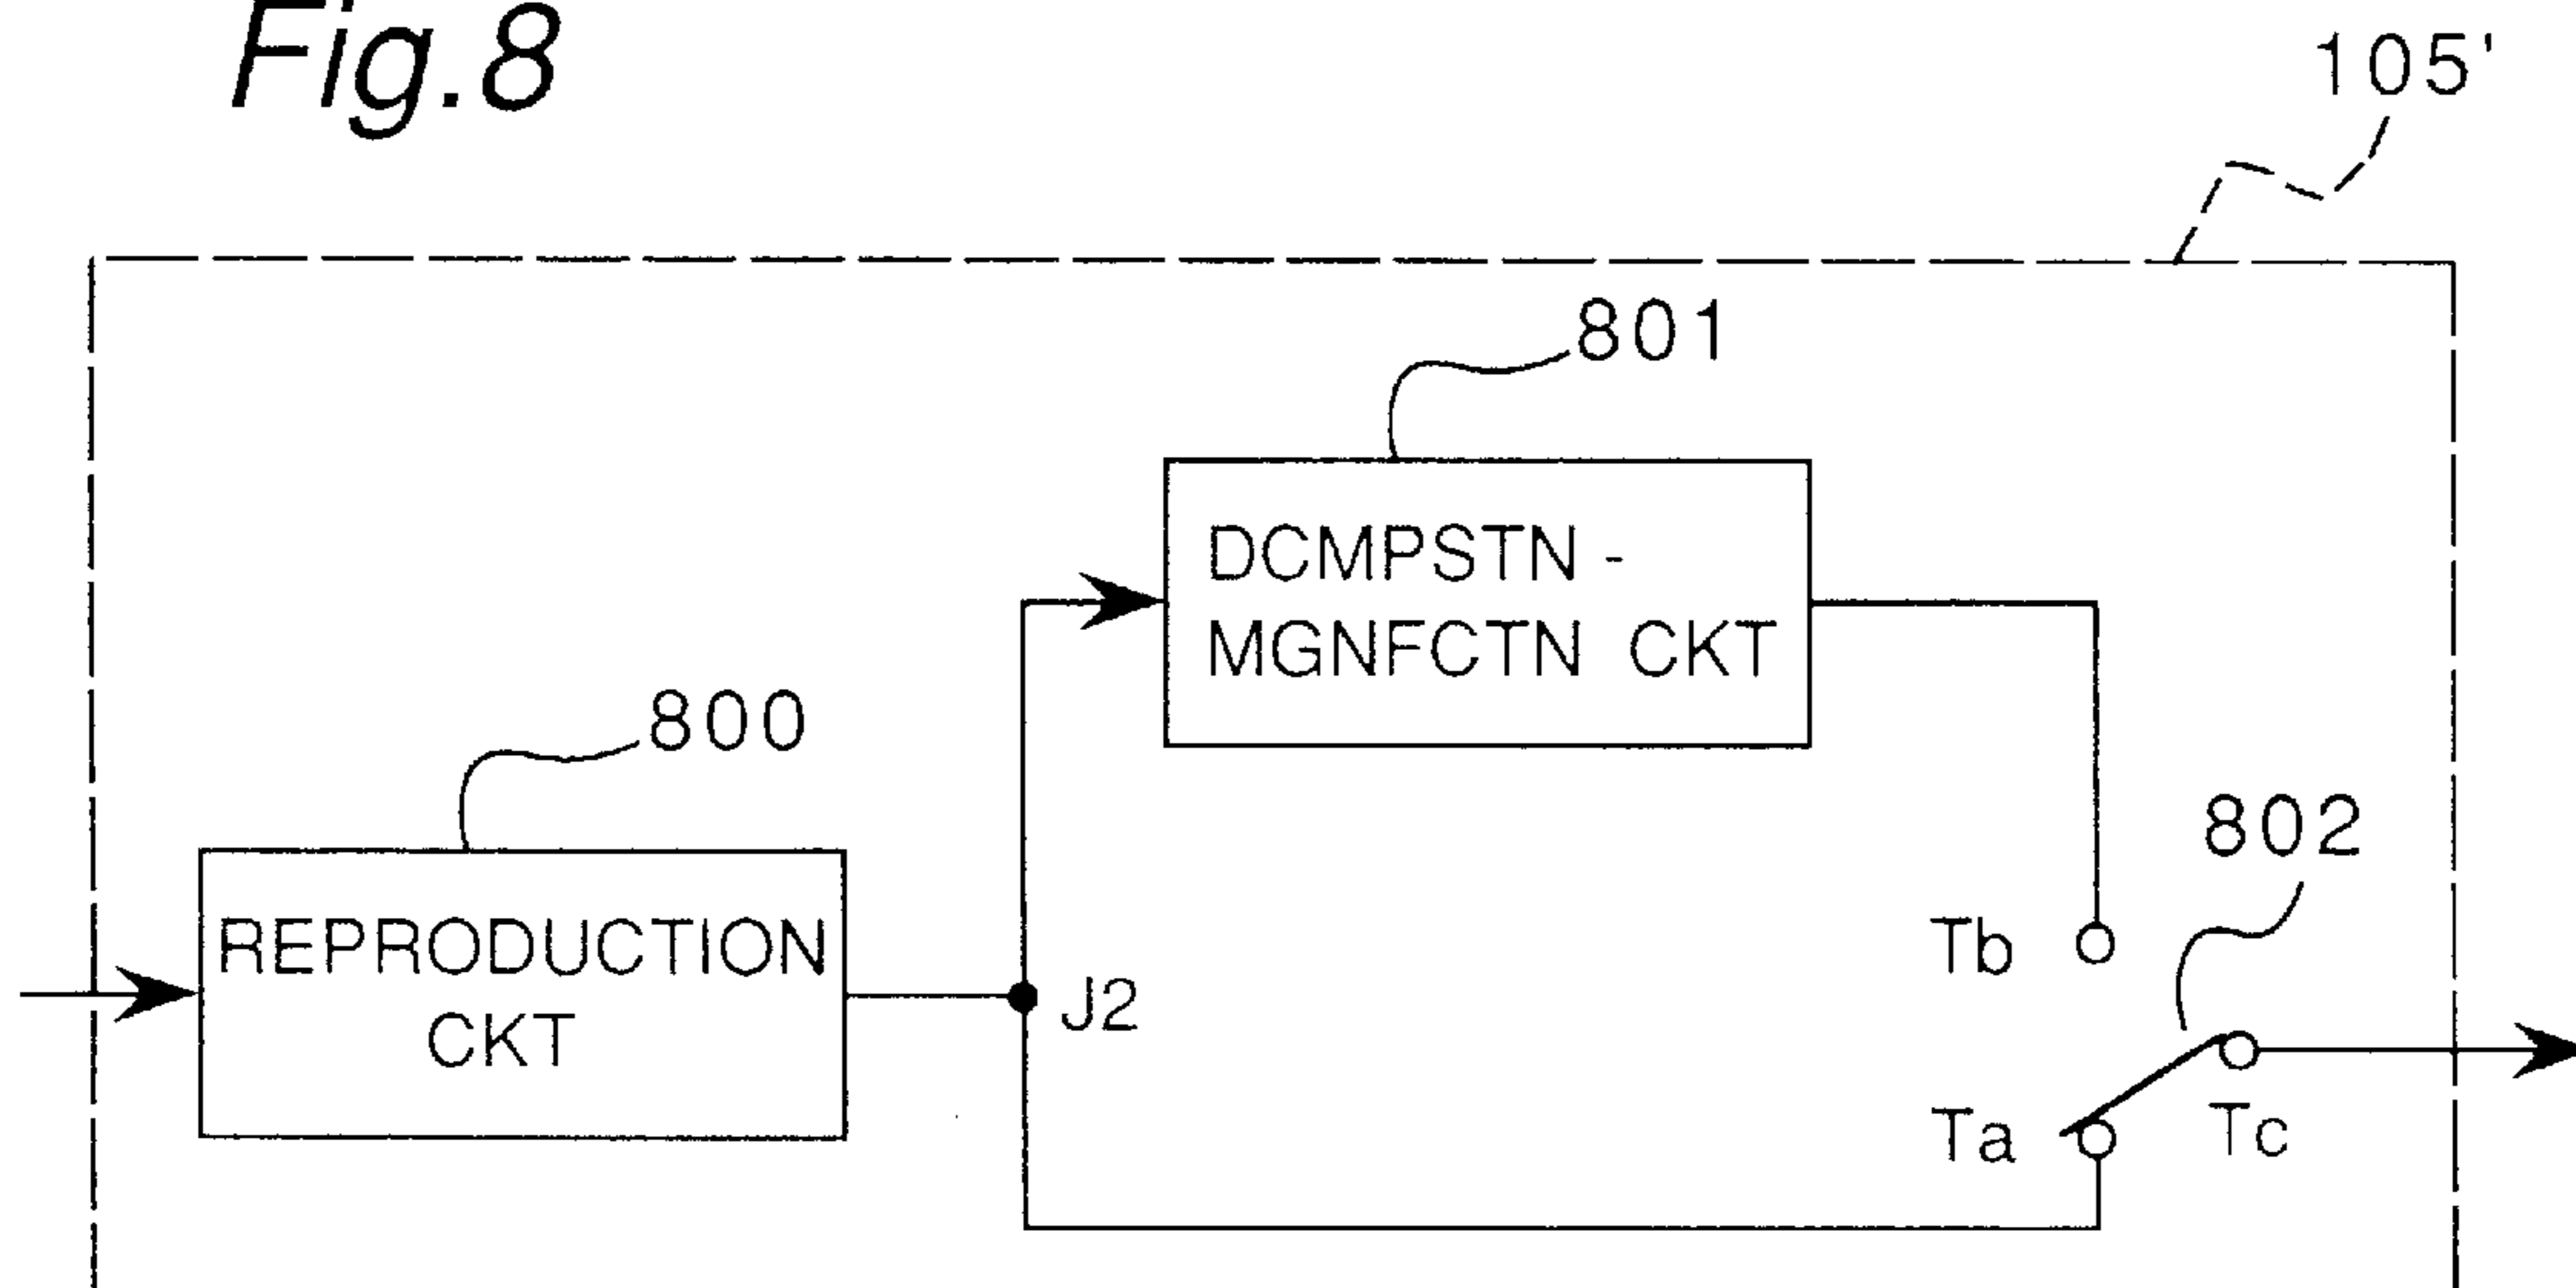 Fig.8
105'
801
DCMPSTN -
MGNFCTN CKT
800
REPRODUCTION
CKT
J2
802
Tb
Ta
Tc